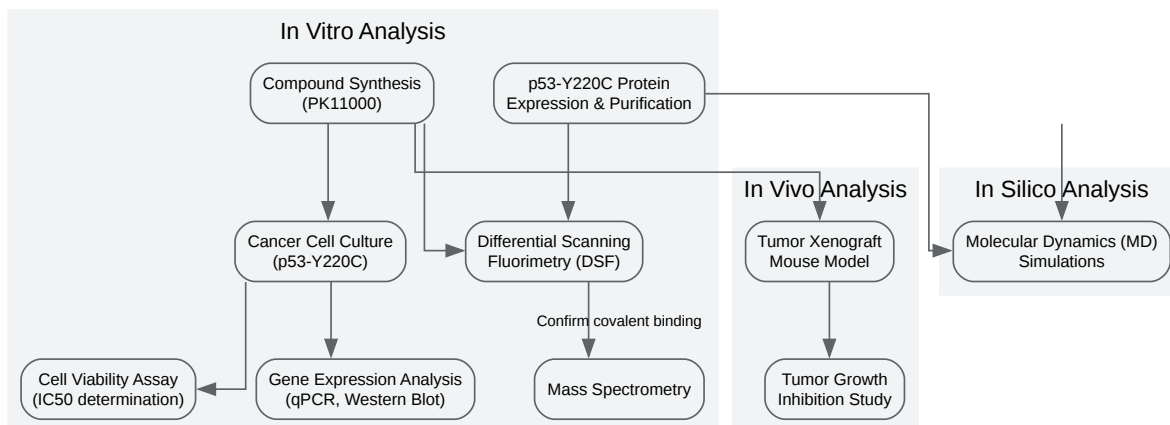 In Vitro Analysis
Compound Synthesis
(PK11000)
p53-Y220C Protein
Expression & Purification
In Vivo Analysis
In Silico Analysis
Cancer Cell Culture
(p53-Y220C)
Differential Scanning
Fluorimetry (DSF)
Tumor Xenograft
Mouse Model
Molecular Dynamics (MD)
Simulations
Confirm covalent binding
Cell Viability Assay
(IC50 determination)
Gene Expression Analysis
(qPCR, Western Blot)
Mass Spectrometry
Tumor Growth
Inhibition Study